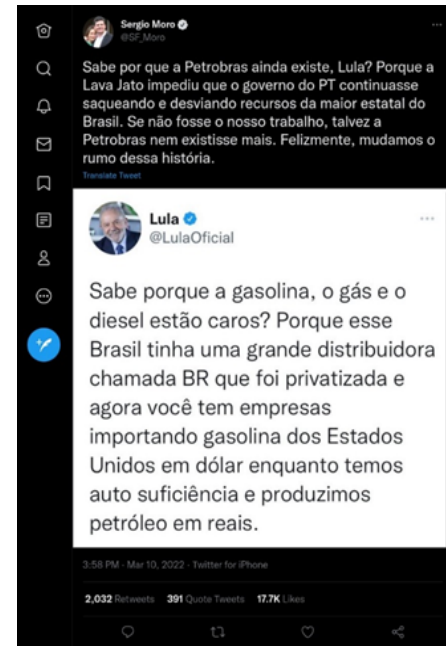 Sergio Moro
@SF_Moro
Sabe por que a Petrobras ainda existe, Lula? Porque a
Lava Jato impediu que o governo do PT continuasse
saqueando e desviando recursos da maior estatal do
Brasil. Se não fosse o nosso trabalho, talvez a
Petrobras nem existisse mais. Felizmente, mudamos o
rumo dessa história.
Translate Tweet
Lula
@LulaOficial
Sabe porque a gasolina, o gás e o
diesel estão caros? Porque esse
Brasil tinha uma grande distribuidora
chamada BR que foi privatizada e
agora você tem empresas
importando gasolina dos Estados
Unidos em dólar enquanto temos
auto suficiência e produzimos
petróleo em reais.
3:58 PM · Mar 10, 2022 · Twitter for iPhone
2,032 Retweets 391 Quote Tweets 17.7K Likes